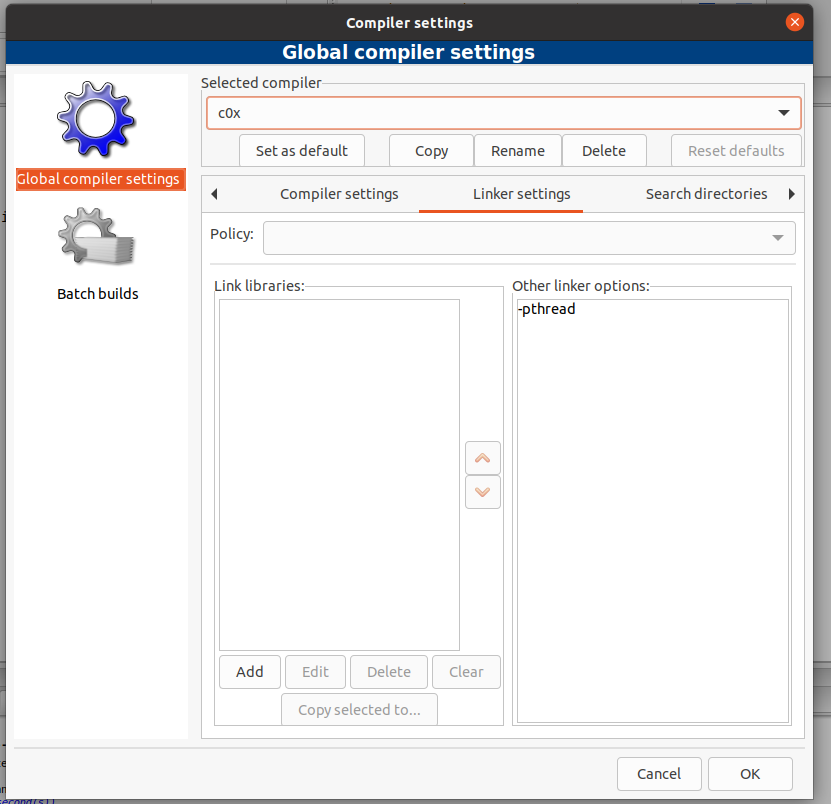 Compiler settings
Global compiler settings
Selected compiler
c0x
Set as default
Copy
Rename
Delete
Reset defaults
Global compiler settings
Batch builds
Compiler settings
Linker settings
Search directories
Policy:
Link libraries:
Other linker options:
-pthread
Add
Edit
Delete
Clear
Copy selected to...
Cancel
OK